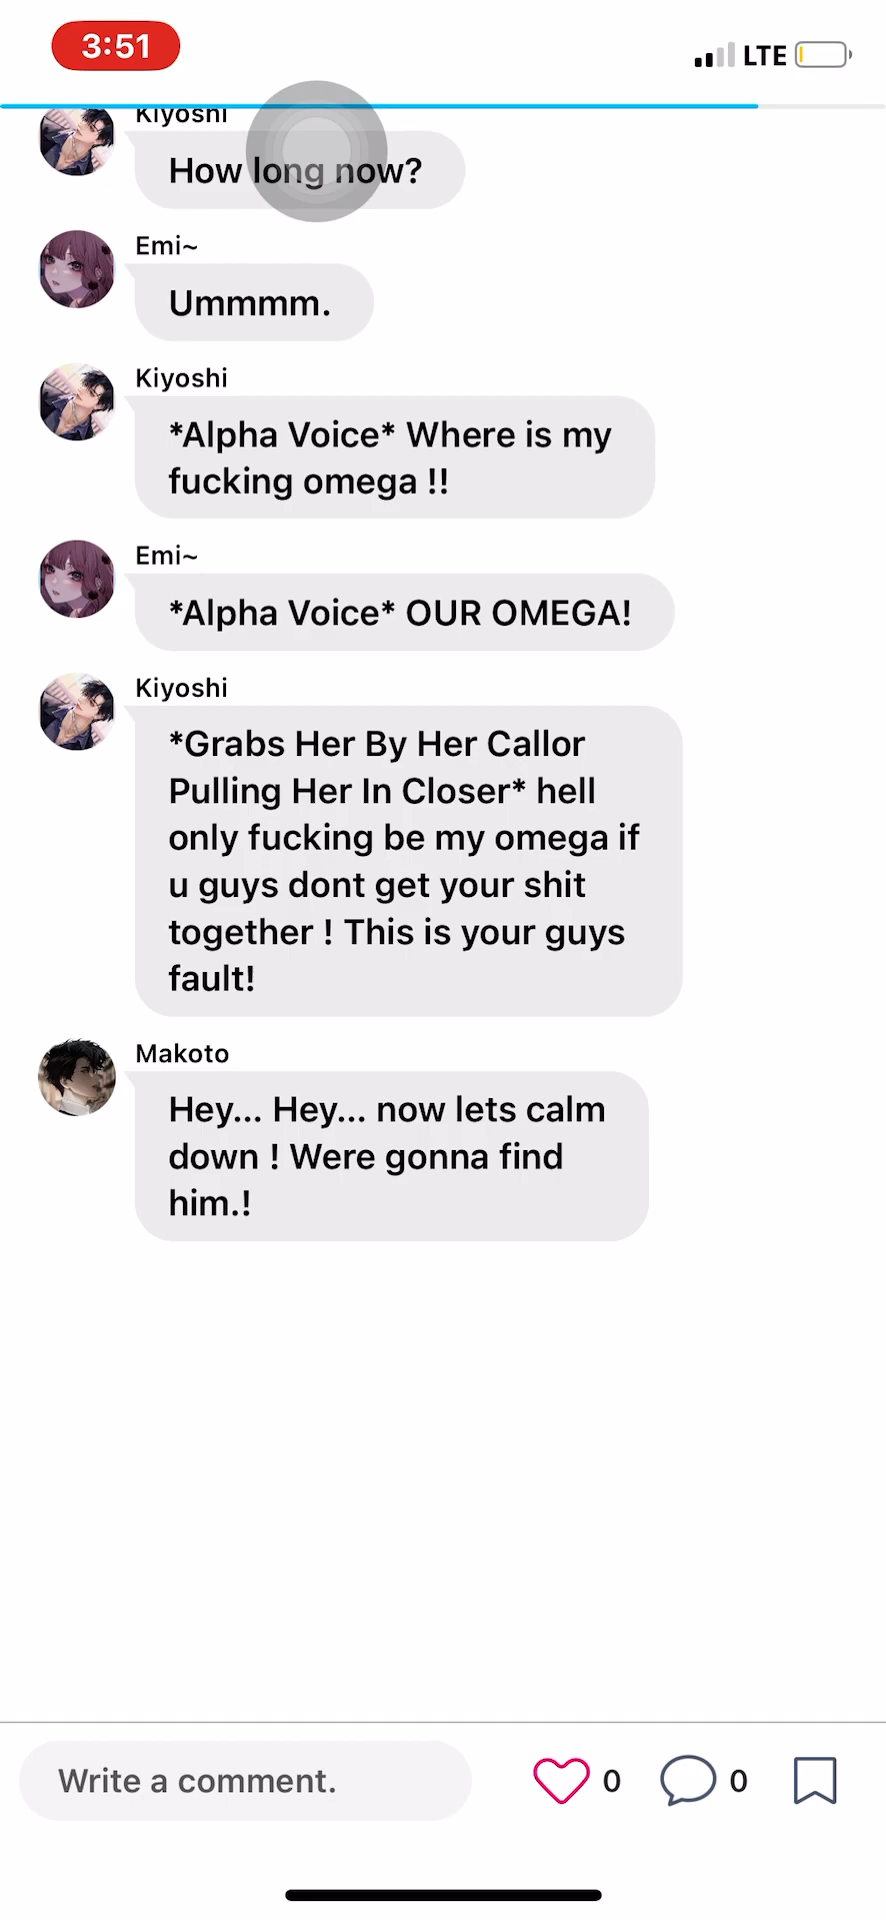 3:51
LTE
Kiyoshi
How long now?
Emi~
Ummmm.
Kiyoshi
*Alpha Voice* Where is my
fucking omega !!
Emi~
*Alpha Voice* OUR OMEGA!
Kiyoshi
*Grabs Her By Her Callor
Pulling Her In Closer* hell
only fucking be my omega if
u guys dont get your shit
together ! This is your guys
fault!
Makoto
Hey... Hey... now lets calm
down ! Were gonna find
him.!
Write a comment.
0
0